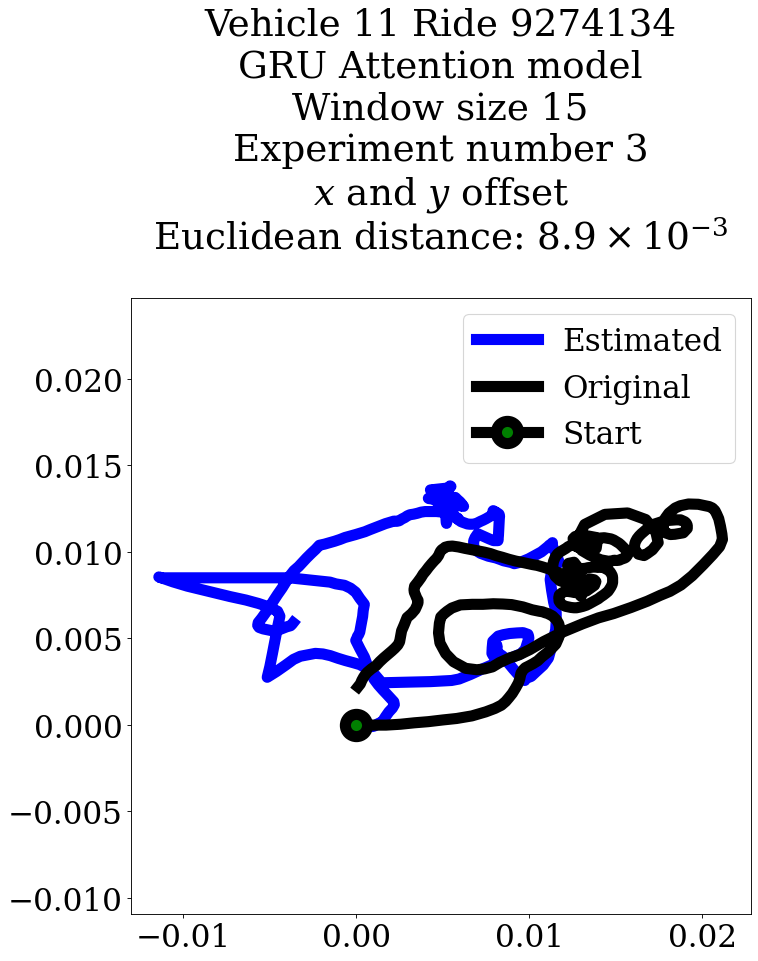 Vehicle 11 Ride 9274134
GRU Attention model
Window size 15
Experiment number 3
x and y offset
Euclidean distance: 8.9 × 10⁻³
Estimated
Original
Start
0.020
0.015
0.010
0.005
0.000
−0.005
−0.010
−0.01 0.00 0.01 0.02